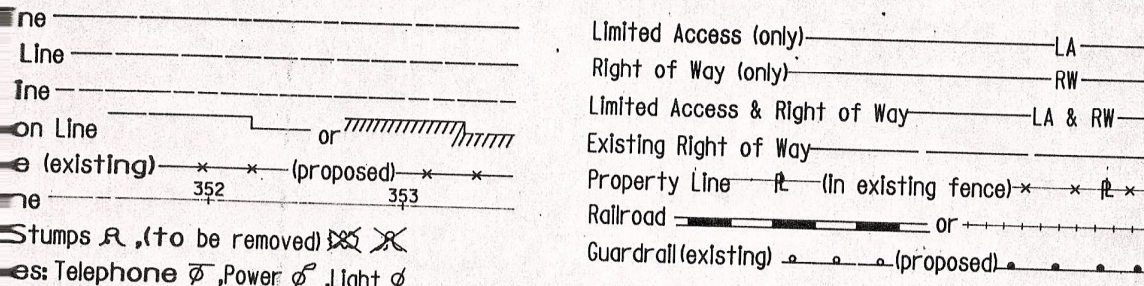 ne
Line
ine
on Line or
e (existing) (proposed)
352 353
ne
Stumps , (to be removed)
es: Telephone , Power , Light
Limited Access (only) LA
Right of Way (only) RW
Limited Access & Right of Way LA & RW
Existing Right of Way
Property Line PL (in existing fence) PL
Railroad or
Guardrail (existing) (proposed)